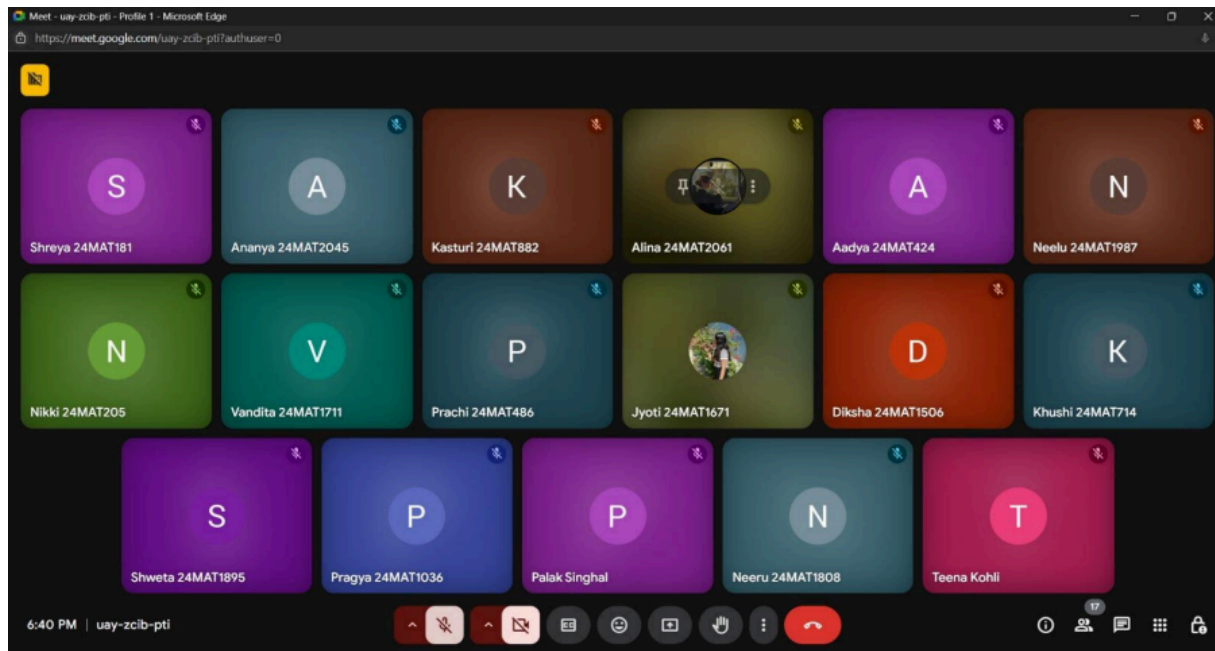 Meet - uay-zcib-pti - Profile 1 - Microsoft Edge
https://meet.google.com/uay-zcib-pti?authuser=0
S
A
K
A
N
Shreya 24MAT181
Ananya 24MAT2045
Kasturi 24MAT882
Alina 24MAT2061
Aadya 24MAT424
Neelu 24MAT1987
N
V
P
D
K
Nikki 24MAT205
Vandita 24MAT1711
Prachi 24MAT486
Jyoti 24MAT1671
Diksha 24MAT1506
Khushi 24MAT714
S
P
P
N
T
Shweta 24MAT1895
Pragya 24MAT1036
Palak Singhal
Neeru 24MAT1808
Teena Kohli
6:40 PM | uay-zcib-pti
CC
17